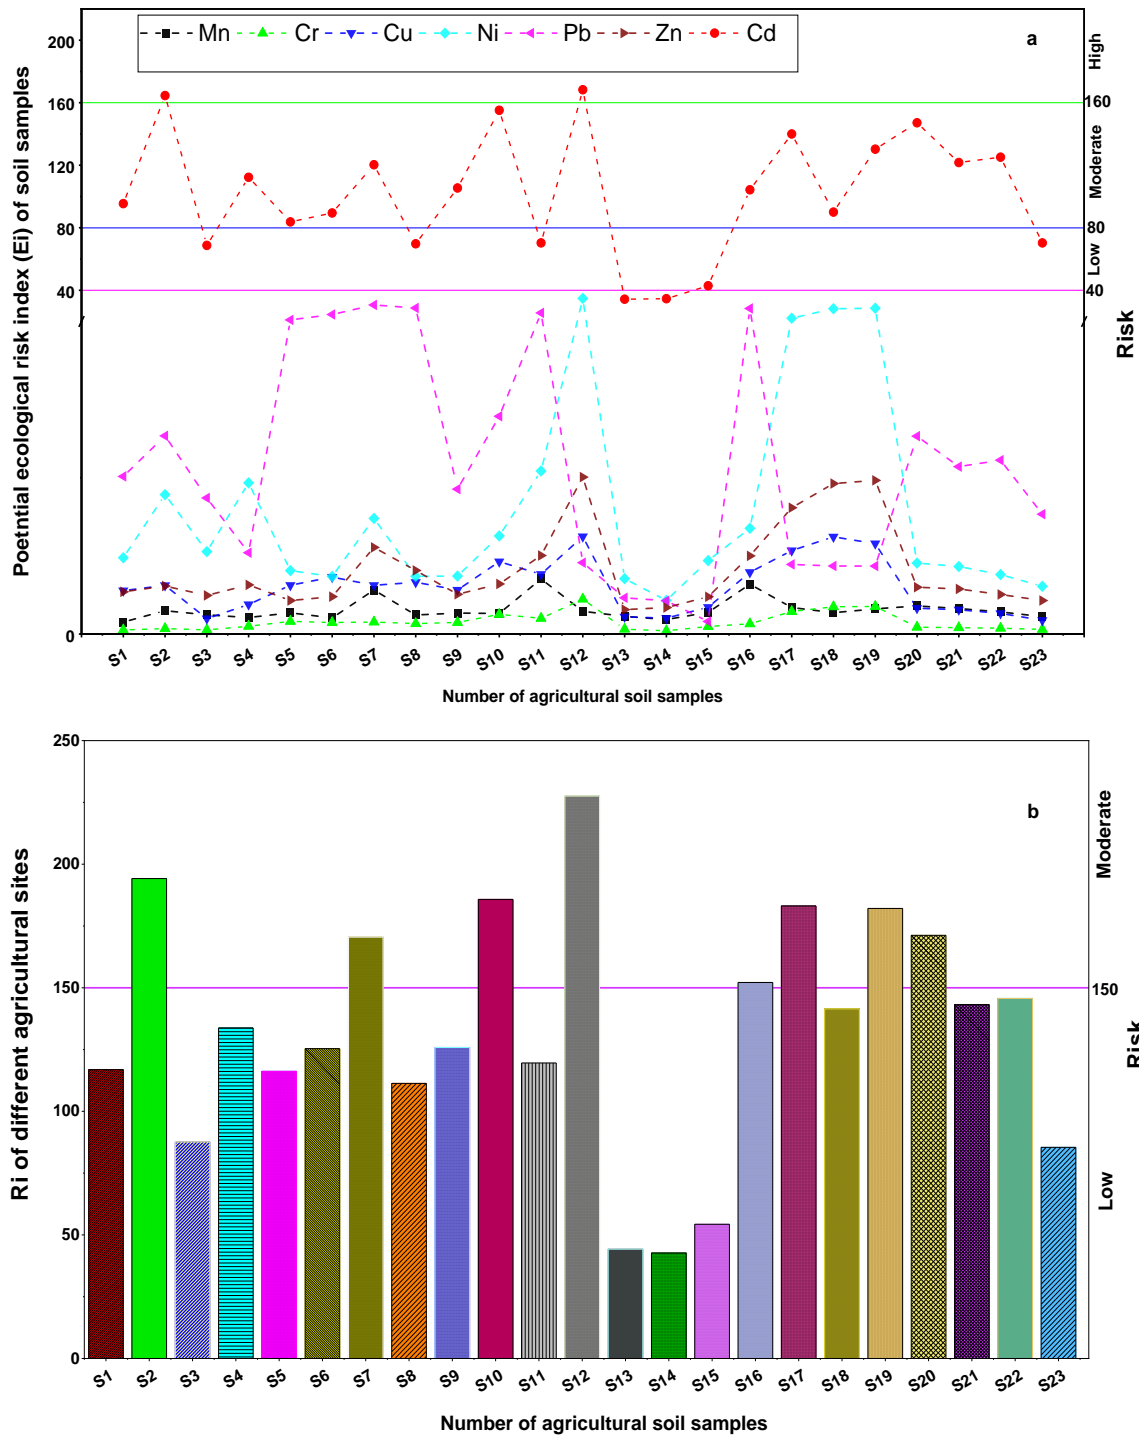 Mn Cr Cu Ni Pb Zn Cd
a
200
160
120
80
40
0
Poetntial ecological risk index (Ei) of soil samples
High
160
Moderate
80
Low
40
Risk
S1 S2 S3 S4 S5 S6 S7 S8 S9 S10 S11 S12 S13 S14 S15 S16 S17 S18 S19 S20 S21 S22 S23
Number of agricultural soil samples
b
250
200
150
100
50
0
Ri of different agricultural sites
Moderate
150
Risk
Low
S1 S2 S3 S4 S5 S6 S7 S8 S9 S10 S11 S12 S13 S14 S15 S16 S17 S18 S19 S20 S21 S22 S23
Number of agricultural soil samples